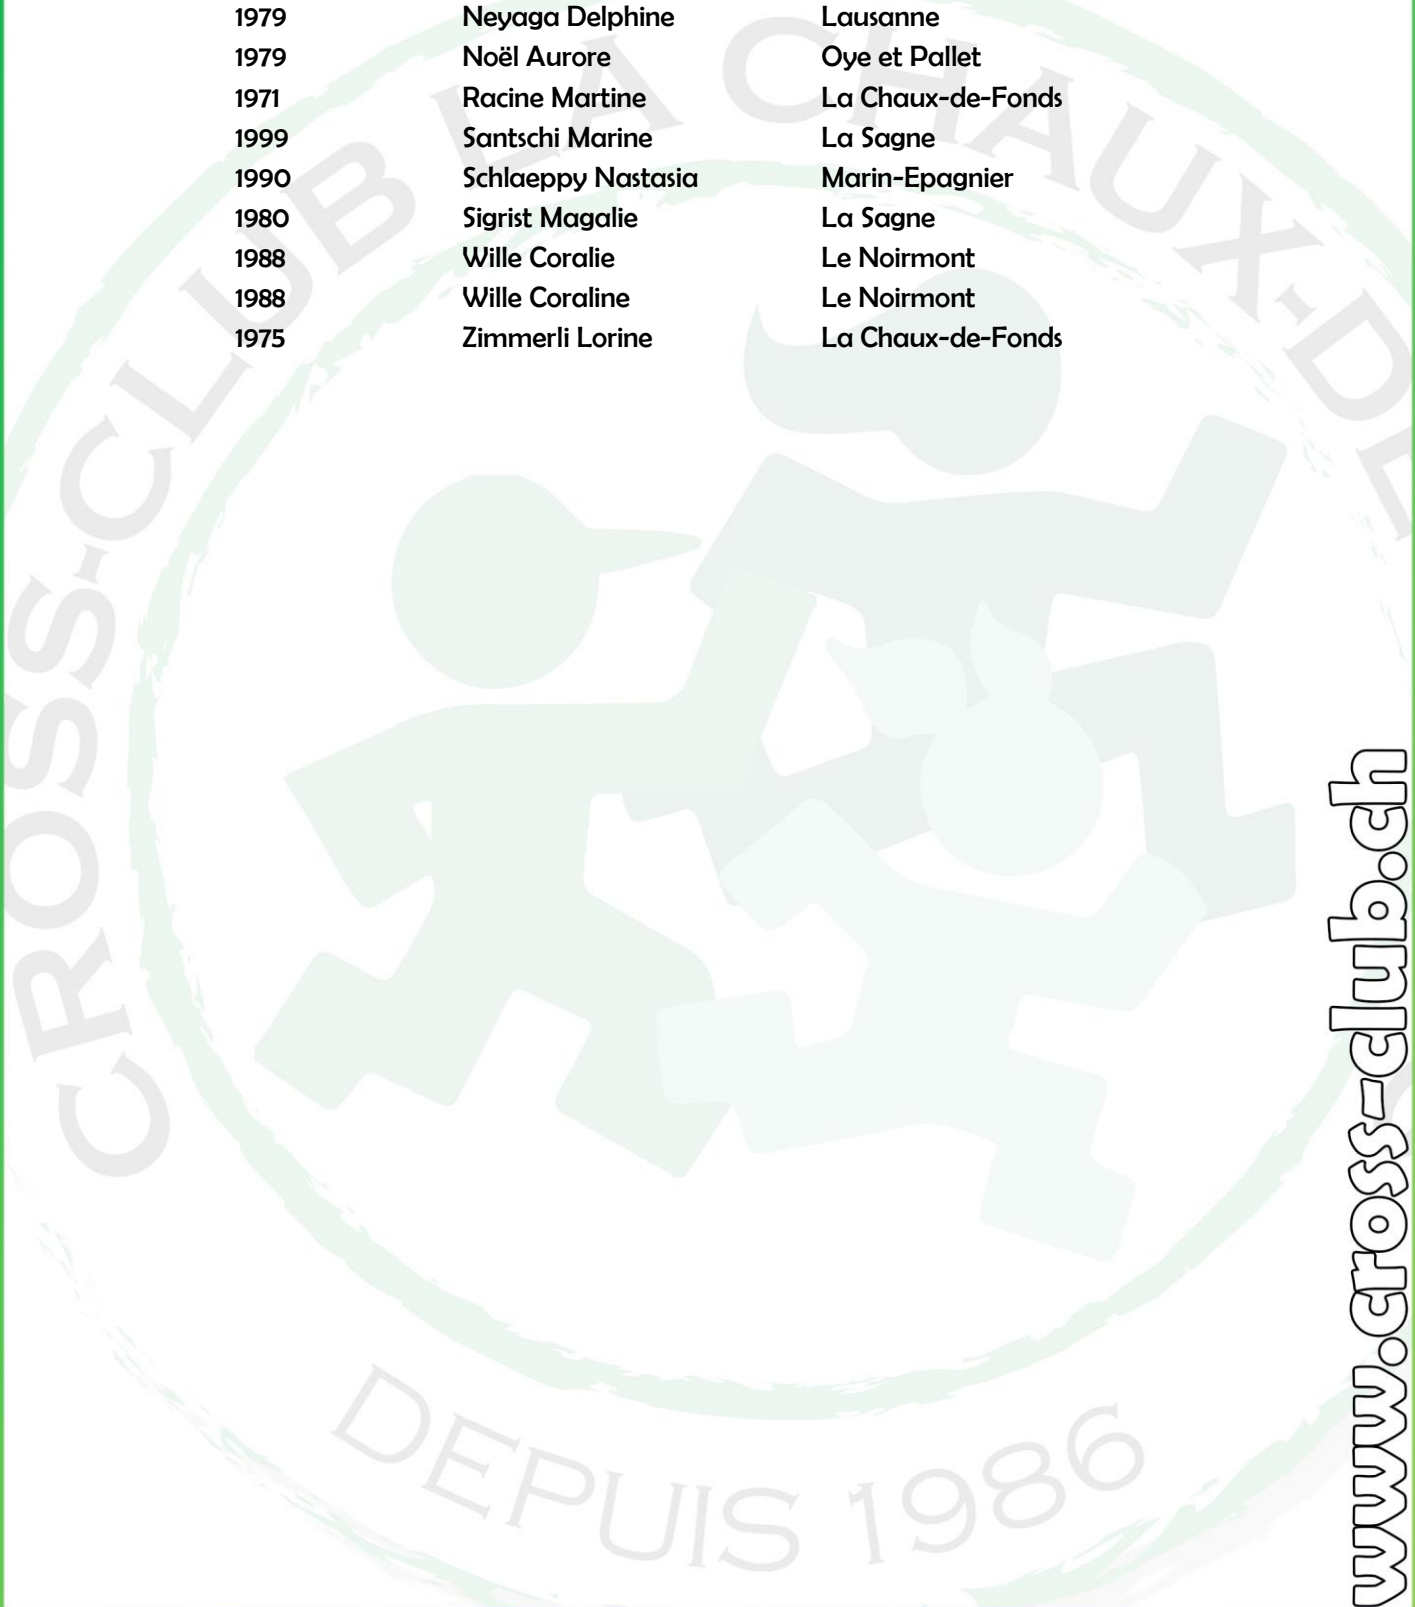 1979 Neyaga Delphine Lausanne
1979 Noël Aurore Oye et Pallet
1971 Racine Martine La Chaux-de-Fonds
1999 Santschi Marine La Sagne
1990 Schlaeppy Nastasia Marin-Epagnier
1980 Sigrist Magalie La Sagne
1988 Wille Coralie Le Noirmont
1988 Wille Coraline Le Noirmont
1975 Zimmerli Lorine La Chaux-de-Fonds
CROSS-CLUB LA CHAUX-DE
DEPUIS 1986
www.cross-club.ch